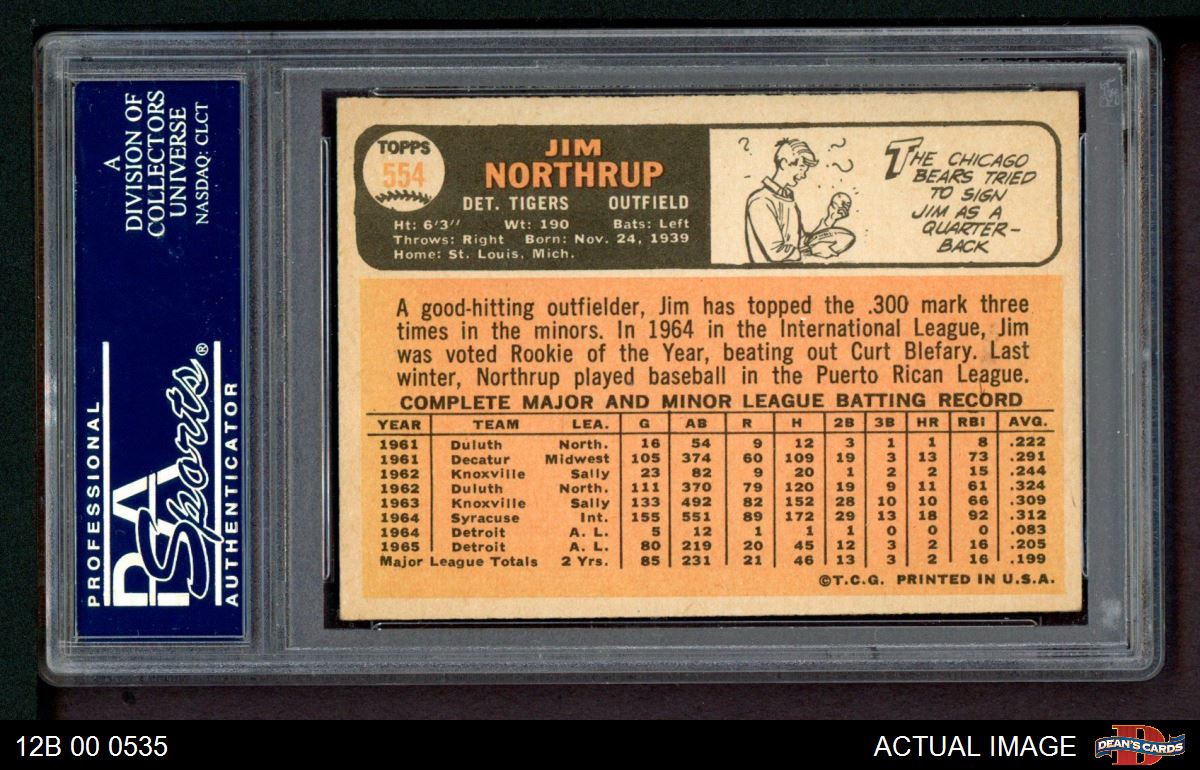 A
DIVISION OF
COLLECTORS
UNIVERSE
NASDAQ: CLCT
PROFESSIONAL
PSA
Sports®
AUTHENTICATOR
TOPPS
554
JIM
NORTHRUP
DET. TIGERS OUTFIELD
Ht: 6'3" Wt: 190 Bats: Left
Throws: Right Born: Nov. 24, 1939
Home: St. Louis, Mich.
? ? ?
THE CHICAGO
BEARS TRIED
TO SIGN
JIM AS A
QUARTER-
BACK
A good-hitting outfielder, Jim has topped the .300 mark three
times in the minors. In 1964 in the International League, Jim
was voted Rookie of the Year, beating out Curt Blefary. Last
winter, Northrup played baseball in the Puerto Rican League.
COMPLETE MAJOR AND MINOR LEAGUE BATTING RECORD
YEAR TEAM LEA. G AB R H 2B 3B HR RBI AVG.
1961 Duluth North. 16 54 9 12 3 1 1 8 .222
1961 Decatur Midwest 105 374 60 109 19 3 13 73 .291
1962 Knoxville Sally 23 82 9 20 1 2 2 15 .244
1962 Duluth North. 111 370 79 120 19 9 11 61 .324
1963 Knoxville Sally 133 492 82 152 28 10 10 66 .309
1964 Syracuse Int. 155 551 89 172 29 13 18 92 .312
1964 Detroit A. L. 5 12 1 1 1 0 0 0 .083
1965 Detroit A. L. 80 219 20 45 12 3 2 16 .205
Major League Totals 2 Yrs. 85 231 21 46 13 3 2 16 .199
©T.C.G. PRINTED IN U.S.A.
12B 00 0535
ACTUAL IMAGE
D
DEAN'S CARDS